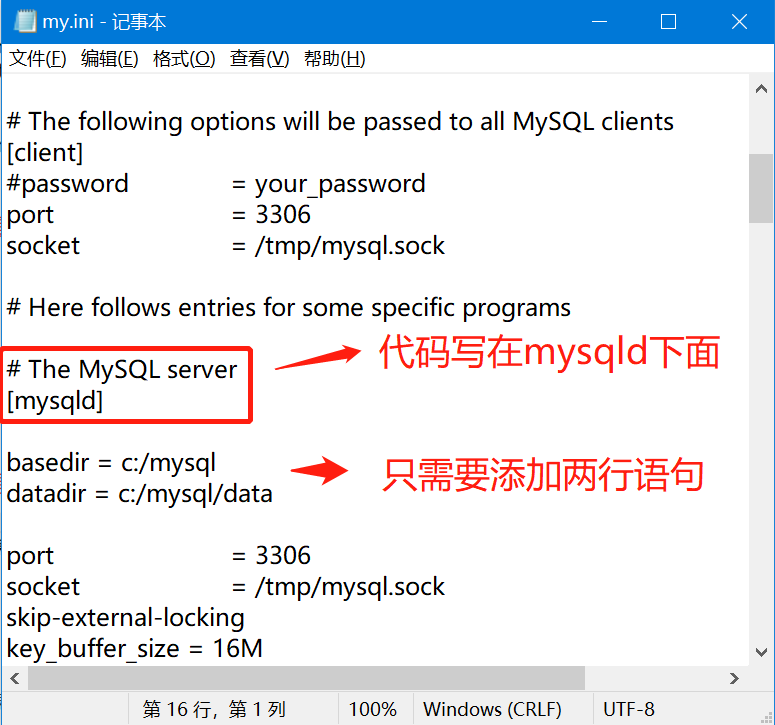 my.ini - 记事本
文件(F) 编辑(E) 格式(O) 查看(V) 帮助(H)
# The following options will be passed to all MySQL clients
[client]
#password = your_password
port = 3306
socket = /tmp/mysql.sock
# Here follows entries for some specific programs
# The MySQL server
代码写在mysqld下面
[mysqld]
basedir = c:/mysql
只需要添加两行语句
datadir = c:/mysql/data
port = 3306
socket = /tmp/mysql.sock
skip-external-locking
key_buffer_size = 16M
第 16 行，第 1 列 100% Windows (CRLF) UTF-8